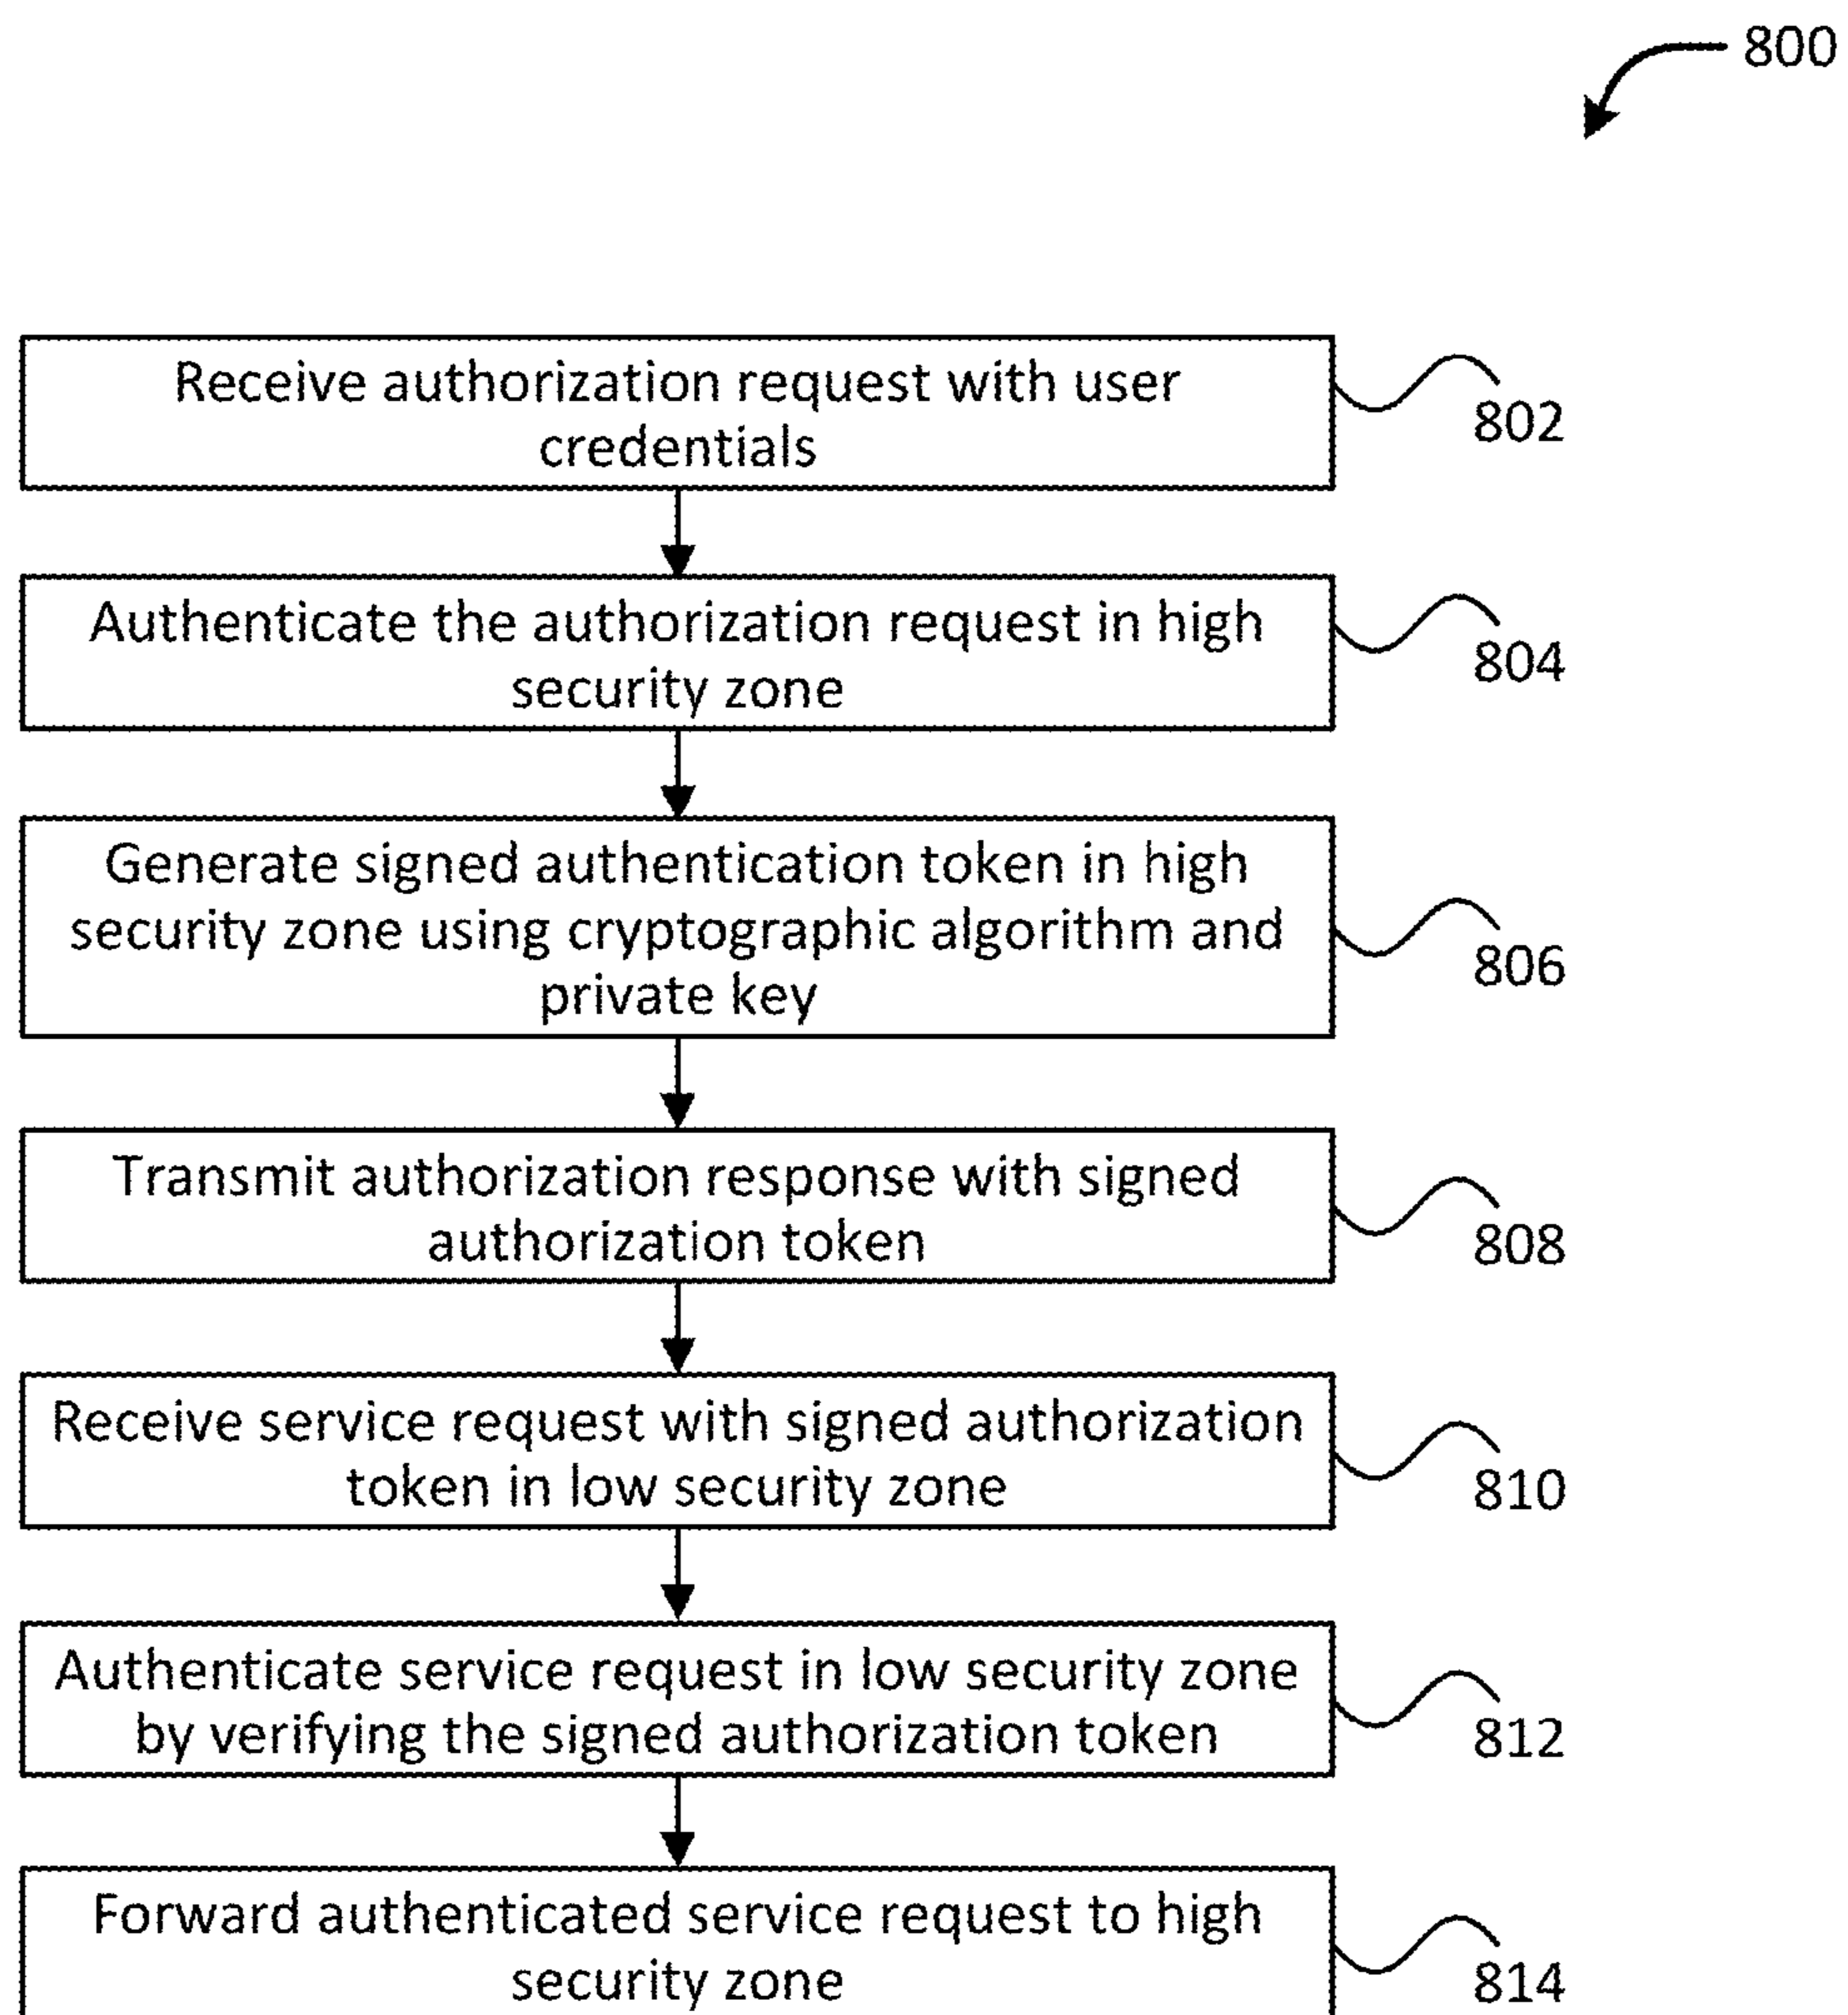 800
Receive authorization request with user
credentials
802
Authenticate the authorization request in high
security zone
804
Generate signed authentication token in high
security zone using cryptographic algorithm and
private key
806
Transmit authorization response with signed
authorization token
808
Receive service request with signed authorization
token in low security zone
810
Authenticate service request in low security zone
by verifying the signed authorization token
812
Forward authenticated service request to high
security zone
814